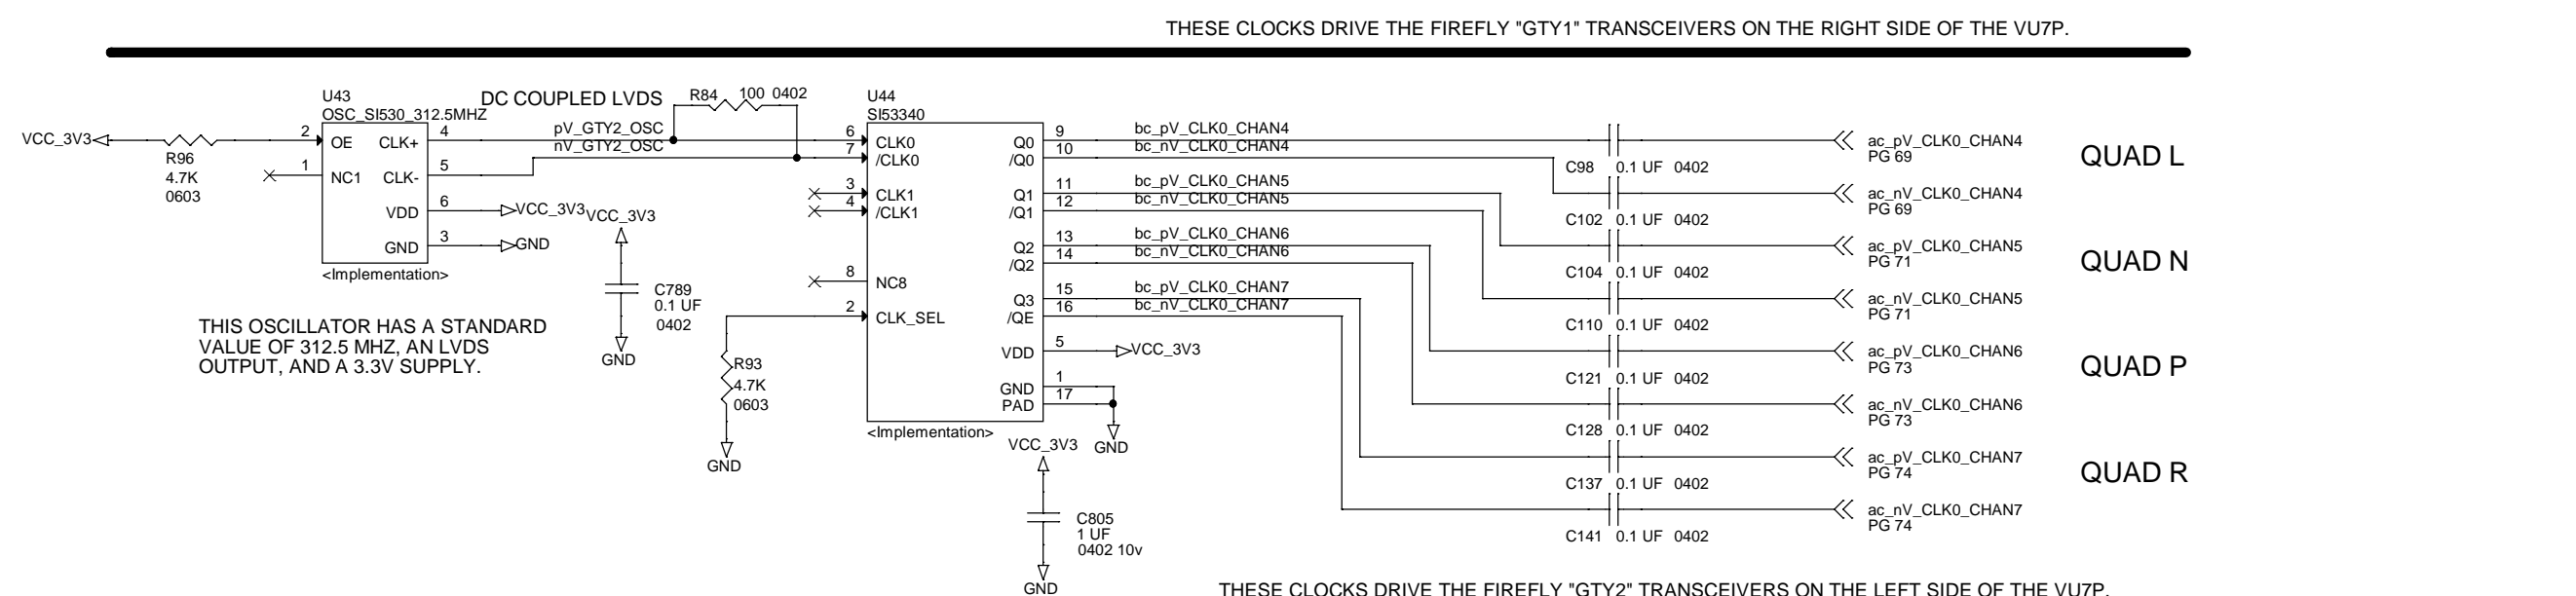 THESE CLOCKS DRIVE THE FIREFLY "GTY1" TRANSCEIVERS ON THE RIGHT SIDE OF THE VU7P.
U43
OSC_SI530_312.5MHZ
DC COUPLED LVDS
R84 100 0402
U44
SI53340
VCC_3V3
R96
4.7K
0603
2 OE
1 NC1
CLK+ 4
CLK- 5
VDD 6
GND 3
VCC_3V3
GND
<Implementation>
pV_GTY2_OSC
nV_GTY2_OSC
VCC_3V3
C789
0.1 UF
0402
GND
THIS OSCILLATOR HAS A STANDARD
VALUE OF 312.5 MHZ, AN LVDS
OUTPUT, AND A 3.3V SUPPLY.
R93
4.7K
0603
GND
6 CLK0
7 /CLK0
3 CLK1
4 /CLK1
8 NC8
2 CLK_SEL
Q0 9 bc_pV_CLK0_CHAN4
/Q0 10 bc_nV_CLK0_CHAN4
Q1 11 bc_pV_CLK0_CHAN5
/Q1 12 bc_nV_CLK0_CHAN5
Q2 13 bc_pV_CLK0_CHAN6
/Q2 14 bc_nV_CLK0_CHAN6
Q3 15 bc_pV_CLK0_CHAN7
/QE 16 bc_nV_CLK0_CHAN7
VDD 5 VCC_3V3
GND 1
PAD 17
<Implementation>
GND
VCC_3V3
C805
1 UF
0402 10v
GND
C98 0.1 UF 0402
C102 0.1 UF 0402
C104 0.1 UF 0402
C110 0.1 UF 0402
C121 0.1 UF 0402
C128 0.1 UF 0402
C137 0.1 UF 0402
C141 0.1 UF 0402
ac_pV_CLK0_CHAN4
PG 69
ac_nV_CLK0_CHAN4
PG 69
QUAD L
ac_pV_CLK0_CHAN5
PG 71
ac_nV_CLK0_CHAN5
PG 71
QUAD N
ac_pV_CLK0_CHAN6
PG 73
ac_nV_CLK0_CHAN6
PG 73
QUAD P
ac_pV_CLK0_CHAN7
PG 74
ac_nV_CLK0_CHAN7
PG 74
QUAD R
THESE CLOCKS DRIVE THE FIREFLY "GTY2" TRANSCEIVERS ON THE LEFT SIDE OF THE VU7P.